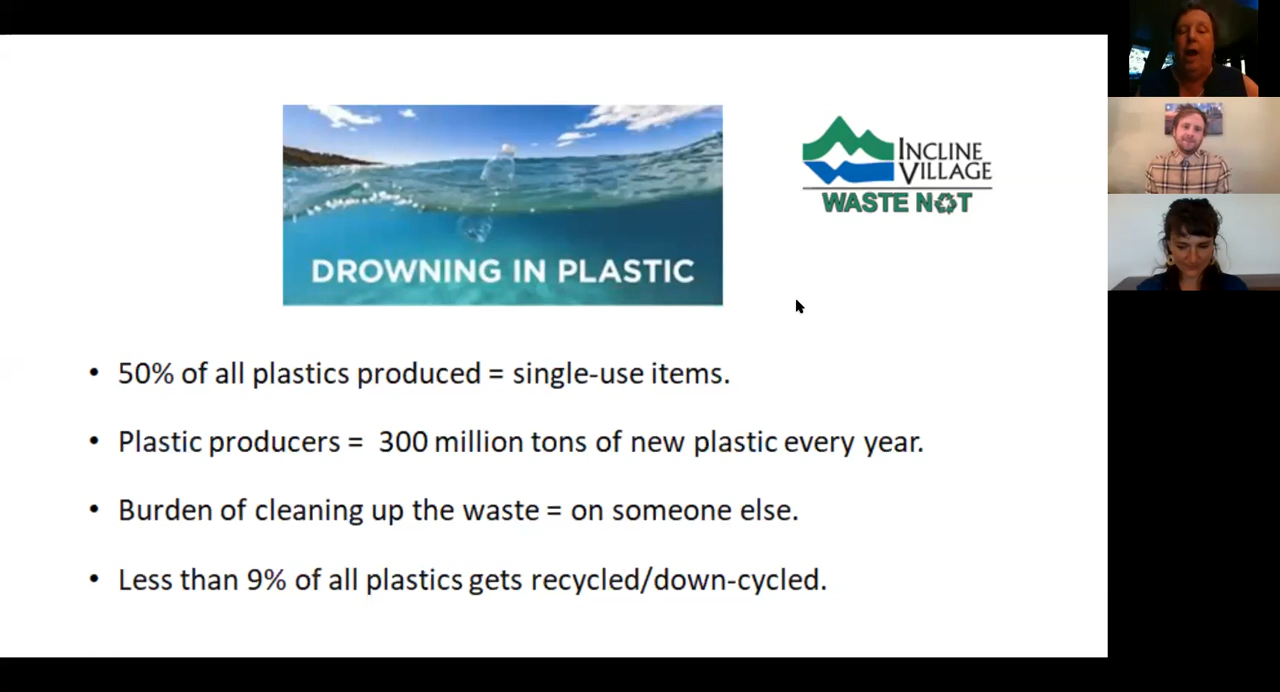 DROWNING IN PLASTIC
INCLINE
VILLAGE
WASTE NOT
• 50% of all plastics produced = single-use items.
• Plastic producers = 300 million tons of new plastic every year.
• Burden of cleaning up the waste = on someone else.
• Less than 9% of all plastics gets recycled/down-cycled.